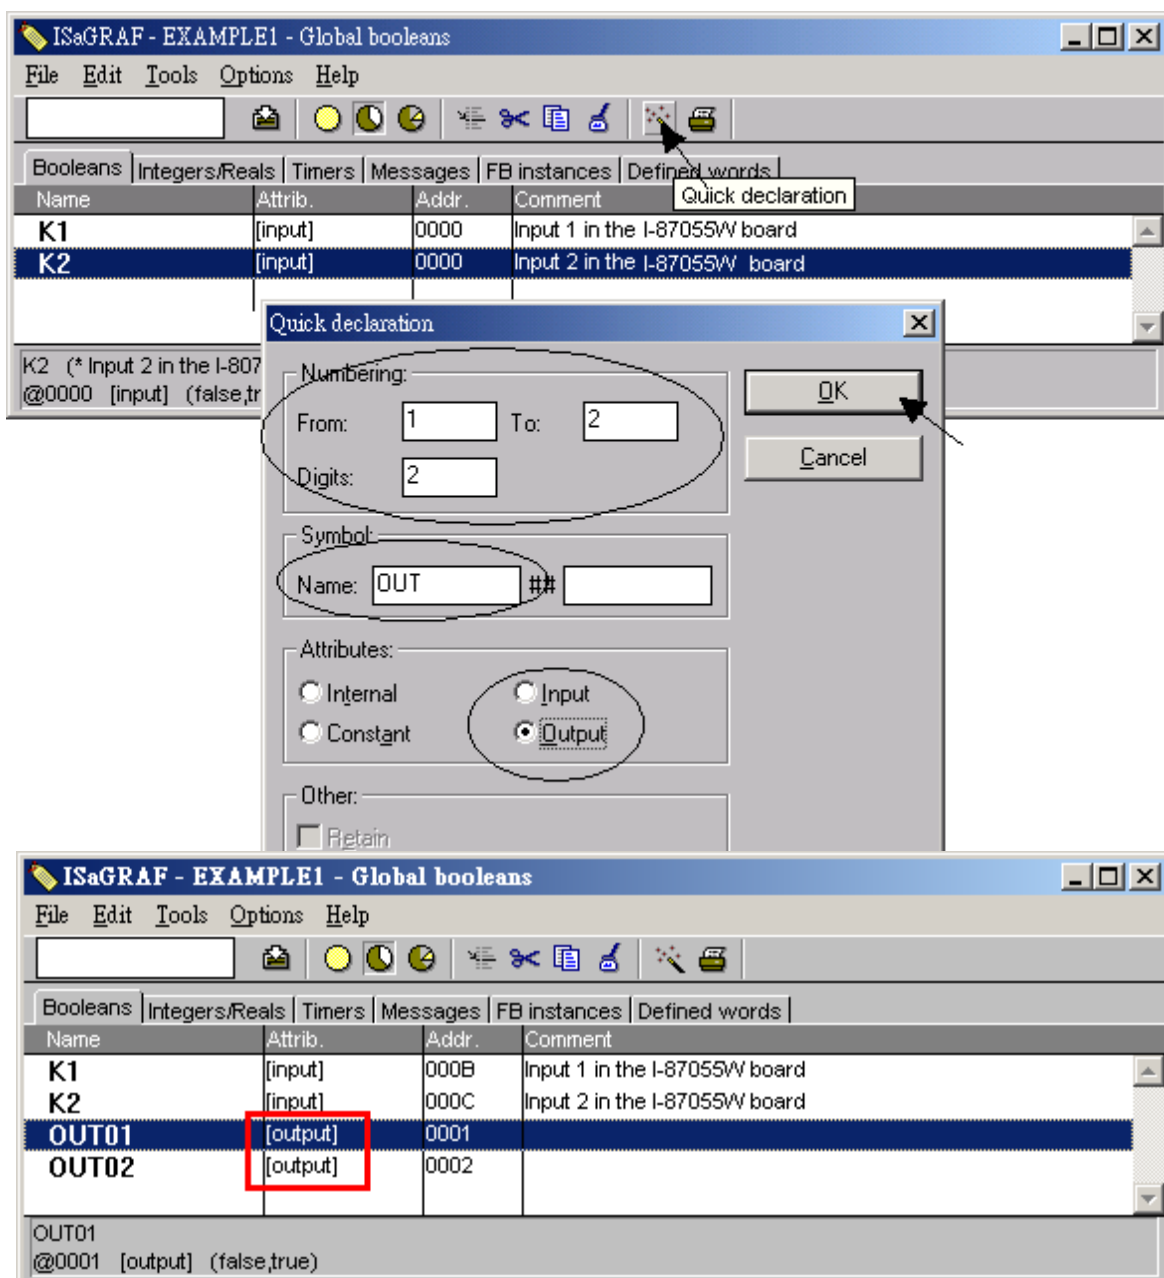 ISaGRAF - EXAMPLE1 - Global booleans
File Edit Tools Options Help
Booleans Integers/Reals Timers Messages FB instances Defined words
Quick declaration
Name Attrib. Addr. Comment
K1 [input] 0000 Input 1 in the I-87055W board
K2 [input] 0000 Input 2 in the I-87055W board
K2 (* Input 2 in the I-807
@0000 [input] (false,tr
Quick declaration
Numbering:
From: 1 To: 2
Digits: 2
OK
Cancel
Symbol:
Name: OUT ##
Attributes:
Internal Input
Constant Output
Other:
Retain
ISaGRAF - EXAMPLE1 - Global booleans
File Edit Tools Options Help
Booleans Integers/Reals Timers Messages FB instances Defined words
Name Attrib. Addr. Comment
K1 [input] 000B Input 1 in the I-87055W board
K2 [input] 000C Input 2 in the I-87055W board
OUT01 [output] 0001
OUT02 [output] 0002
OUT01
@0001 [output] (false,true)